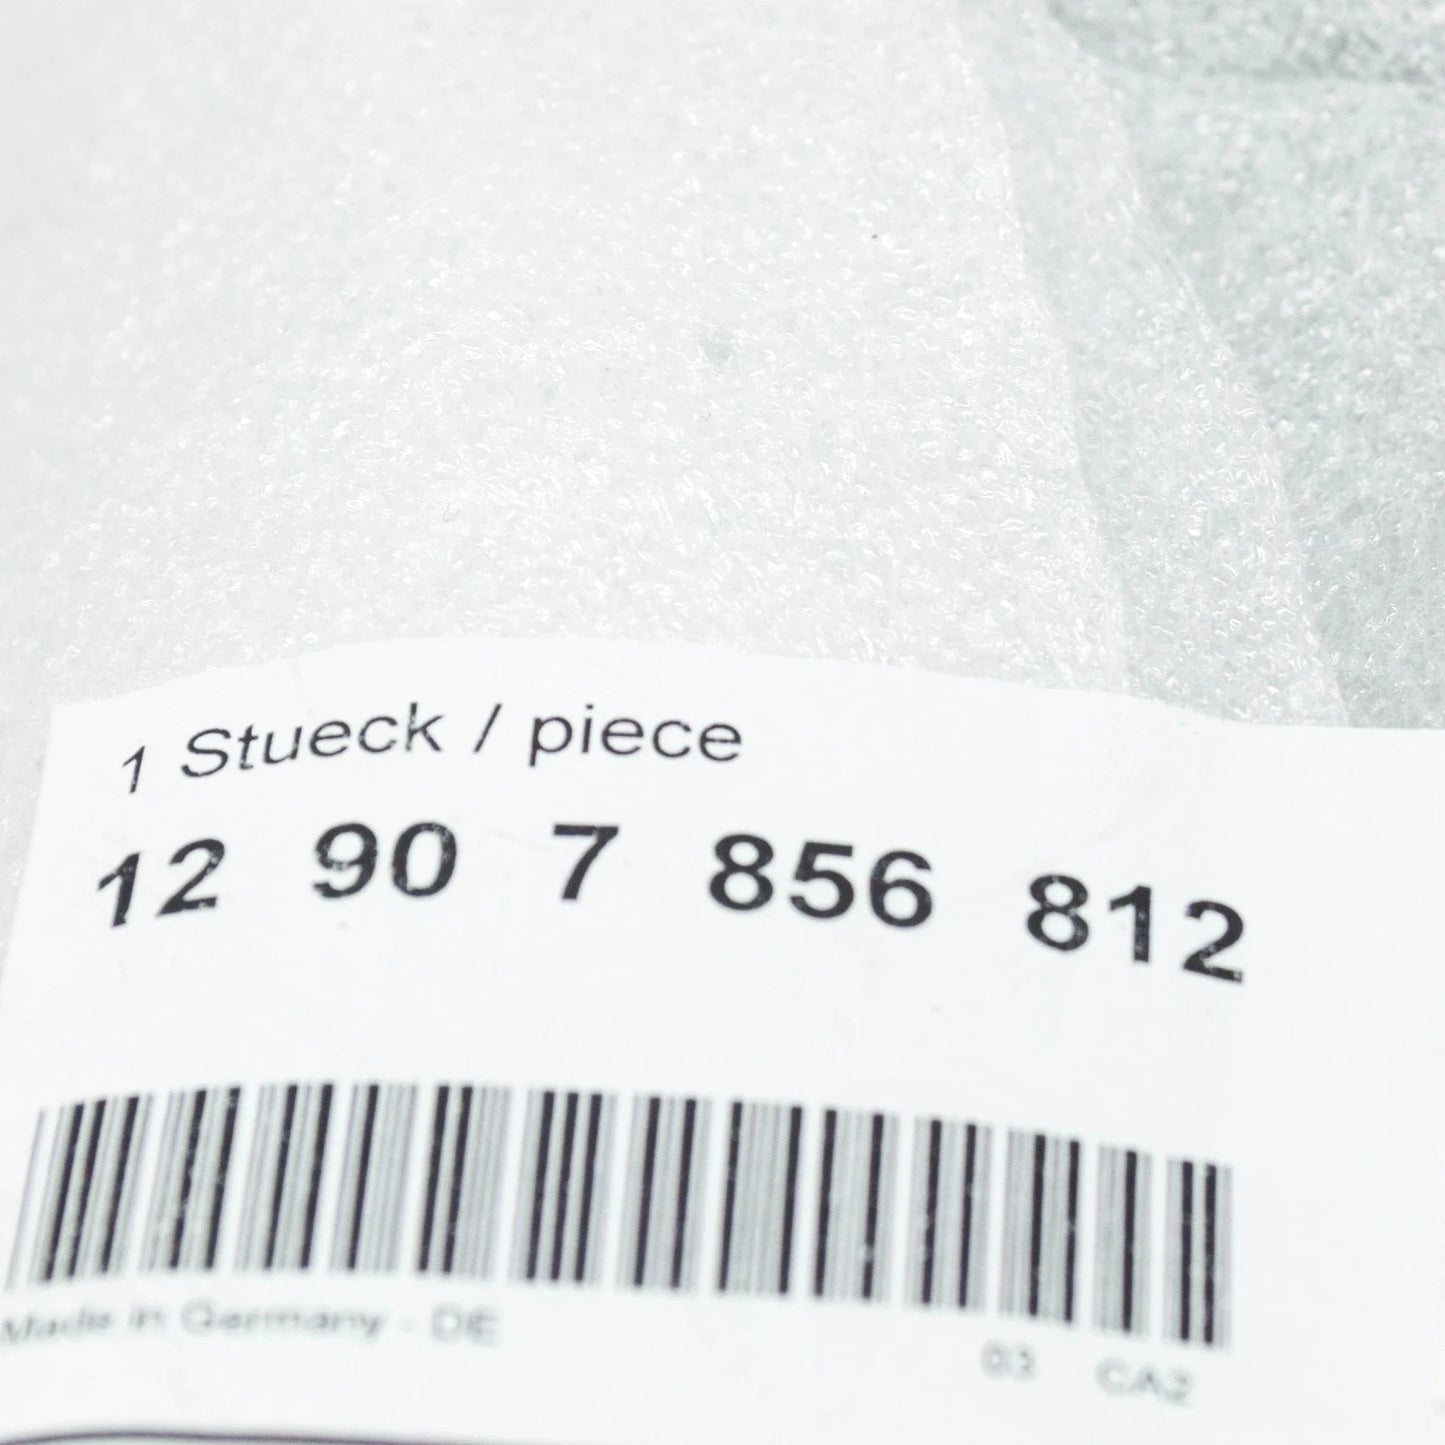 1 Stueck / piece
12 90 7 856 812
Made in Germany - DE
03 CA2